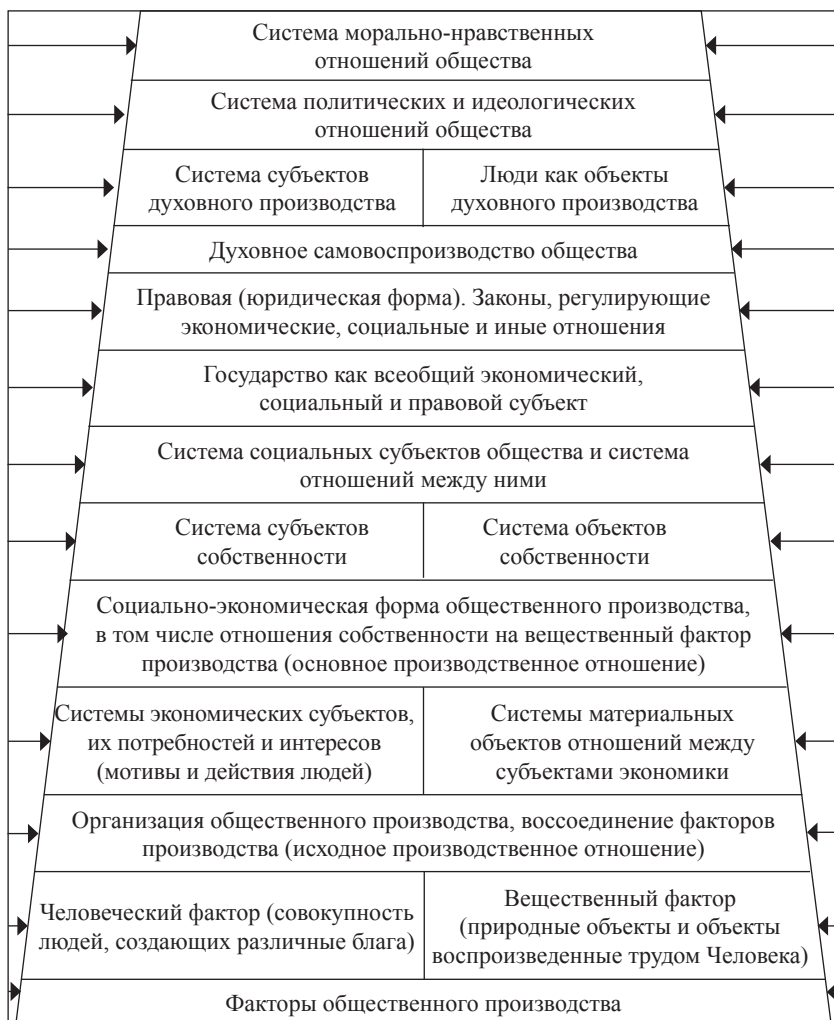 Система морально-нравственных
отношений общества
Система политических и идеологических
отношений общества
Система субъектов
духовного производства
Люди как объекты
духовного производства
Духовное самовоспроизводство общества
Правовая (юридическая форма). Законы, регулирующие
экономические, социальные и иные отношения
Государство как всеобщий экономический,
социальный и правовой субъект
Система социальных субъектов общества и система
отношений между ними
Система субъектов
собственности
Система объектов
собственности
Социально-экономическая форма общественного производства,
в том числе отношения собственности на вещественный фактор
производства (основное производственное отношение)
Системы экономических субъектов,
их потребностей и интересов
(мотивы и действия людей)
Системы материальных
объектов отношений между
субъектами экономики
Организация общественного производства, воссоединение факторов
производства (исходное производственное отношение)
Человеческий фактор (совокупность
людей, создающих различные блага)
Вещественный фактор
(природные объекты и объекты
воспроизведенные трудом Человека)
Факторы общественного производства